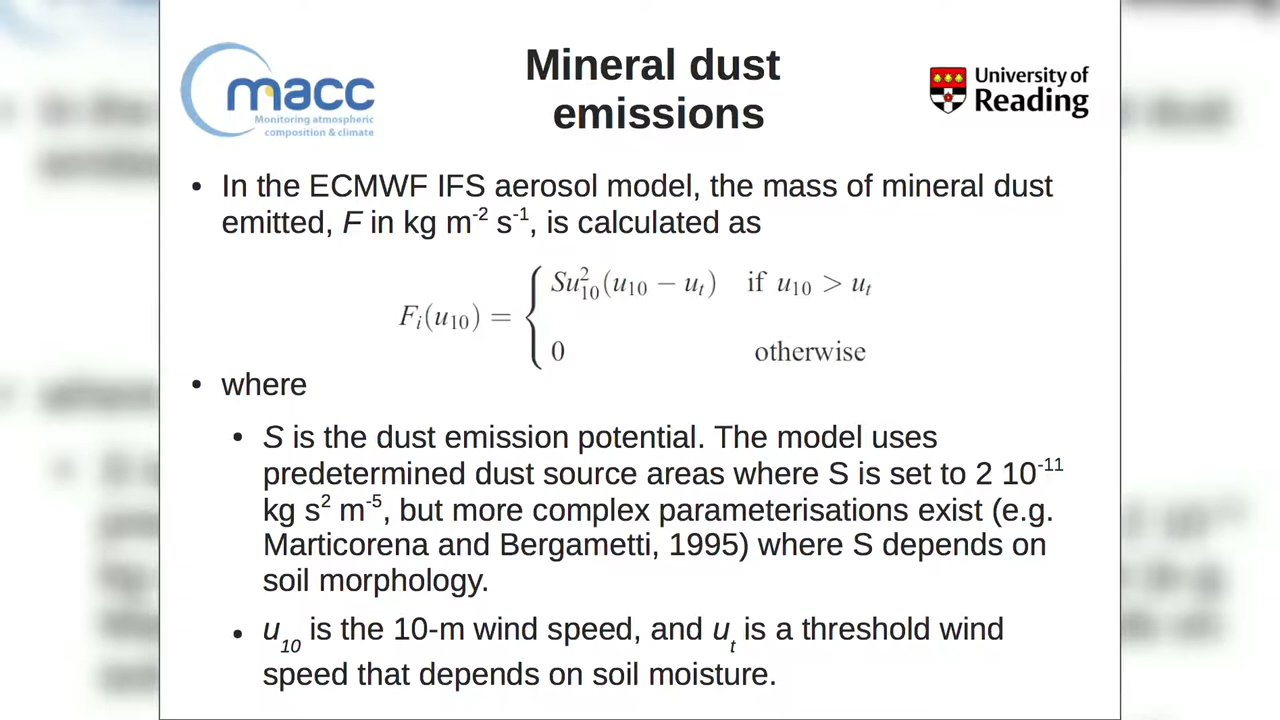 macc
Monitoring atmospheric
composition & climate
Mineral dust
emissions
University of
Reading
• In the ECMWF IFS aerosol model, the mass of mineral dust
emitted, F in kg m⁻² s⁻¹, is calculated as
Fᵢ(u₁₀) = { Su₁₀²(u₁₀ − uₜ) if u₁₀ > uₜ
0 otherwise
• where
• S is the dust emission potential. The model uses
predetermined dust source areas where S is set to 2 10⁻¹¹
kg s² m⁻⁵, but more complex parameterisations exist (e.g.
Marticorena and Bergametti, 1995) where S depends on
soil morphology.
• u₁₀ is the 10-m wind speed, and uₜ is a threshold wind
speed that depends on soil moisture.